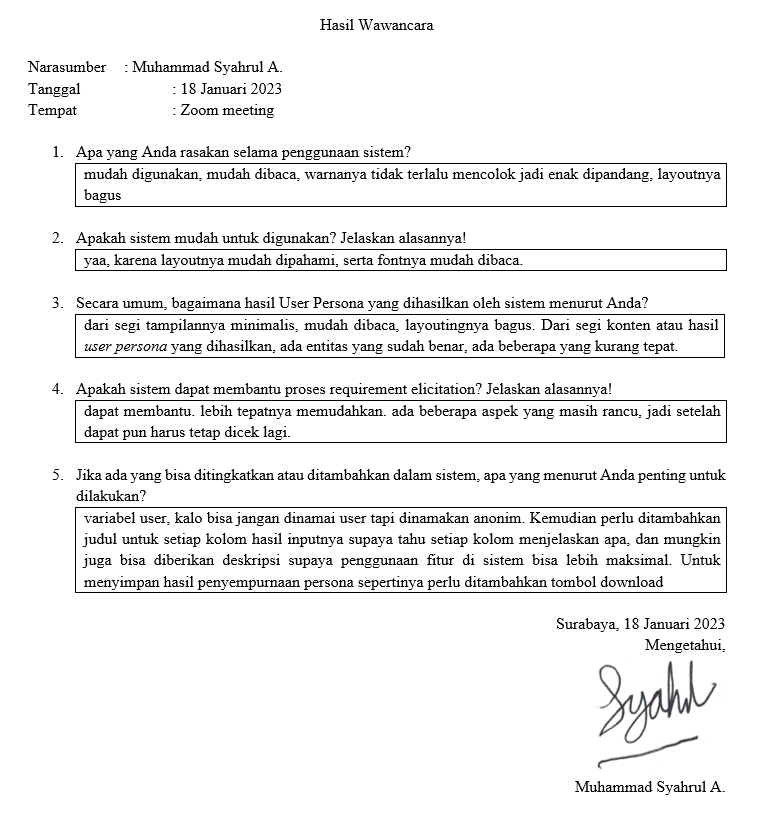 Hasil Wawancara
Narasumber : Muhammad Syahrul A.
Tanggal : 18 Januari 2023
Tempat : Zoom meeting
1. Apa yang Anda rasakan selama penggunaan sistem?
mudah digunakan, mudah dibaca, warnanya tidak terlalu mencolok jadi enak dipandang, layoutnya
bagus
2. Apakah sistem mudah untuk digunakan? Jelaskan alasannya!
yaa, karena layoutnya mudah dipahami, serta fontnya mudah dibaca.
3. Secara umum, bagaimana hasil User Persona yang dihasilkan oleh sistem menurut Anda?
dari segi tampilannya minimalis, mudah dibaca, layoutingnya bagus. Dari segi konten atau hasil
user persona yang dihasilkan, ada entitas yang sudah benar, ada beberapa yang kurang tepat.
4. Apakah sistem dapat membantu proses requirement elicitation? Jelaskan alasannya!
dapat membantu. lebih tepatnya memudahkan. ada beberapa aspek yang masih rancu, jadi setelah
dapat pun harus tetap dicek lagi.
5. Jika ada yang bisa ditingkatkan atau ditambahkan dalam sistem, apa yang menurut Anda penting untuk
dilakukan?
variabel user, kalo bisa jangan dinamai user tapi dinamakan anonim. Kemudian perlu ditambahkan
judul untuk setiap kolom hasil inputnya supaya tahu setiap kolom menjelaskan apa, dan mungkin
juga bisa diberikan deskripsi supaya penggunaan fitur di sistem bisa lebih maksimal. Untuk
menyimpan hasil penyempurnaan persona sepertinya perlu ditambahkan tombol download
Surabaya, 18 Januari 2023
Mengetahui,
Syahrul
Muhammad Syahrul A.